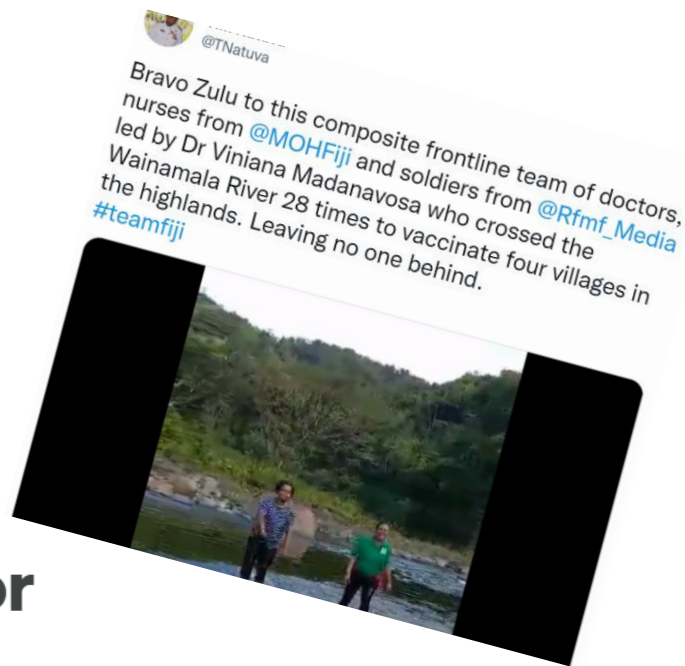 @TNatuva
Bravo Zulu to this composite frontline team of doctors,
nurses from @MOHFiji and soldiers from @Rfmf_Media
led by Dr Viniana Madanavosa who crossed the
Wainamala River 28 times to vaccinate four villages in
the highlands. Leaving no one behind.
#teamfiji
or